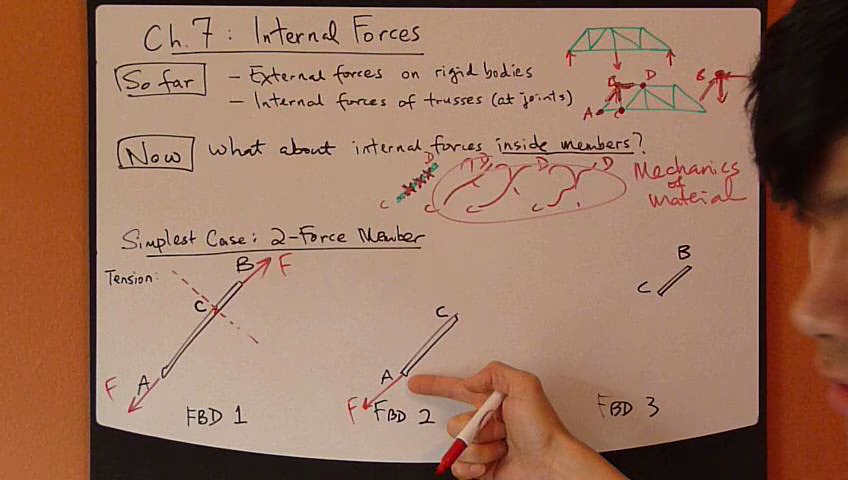 Ch.7: Internal Forces
So far
- External forces on rigid bodies
- Internal forces of trusses (at joints)
B D B
A C
Now
What about internal forces inside members?
D D D D
C C C C
Mechanics
of
Material
Simplest Case: 2-Force Member
Tension:
B F
C
A
F
FBD 1
C
A
F
FBD 2
B
C
FBD 3